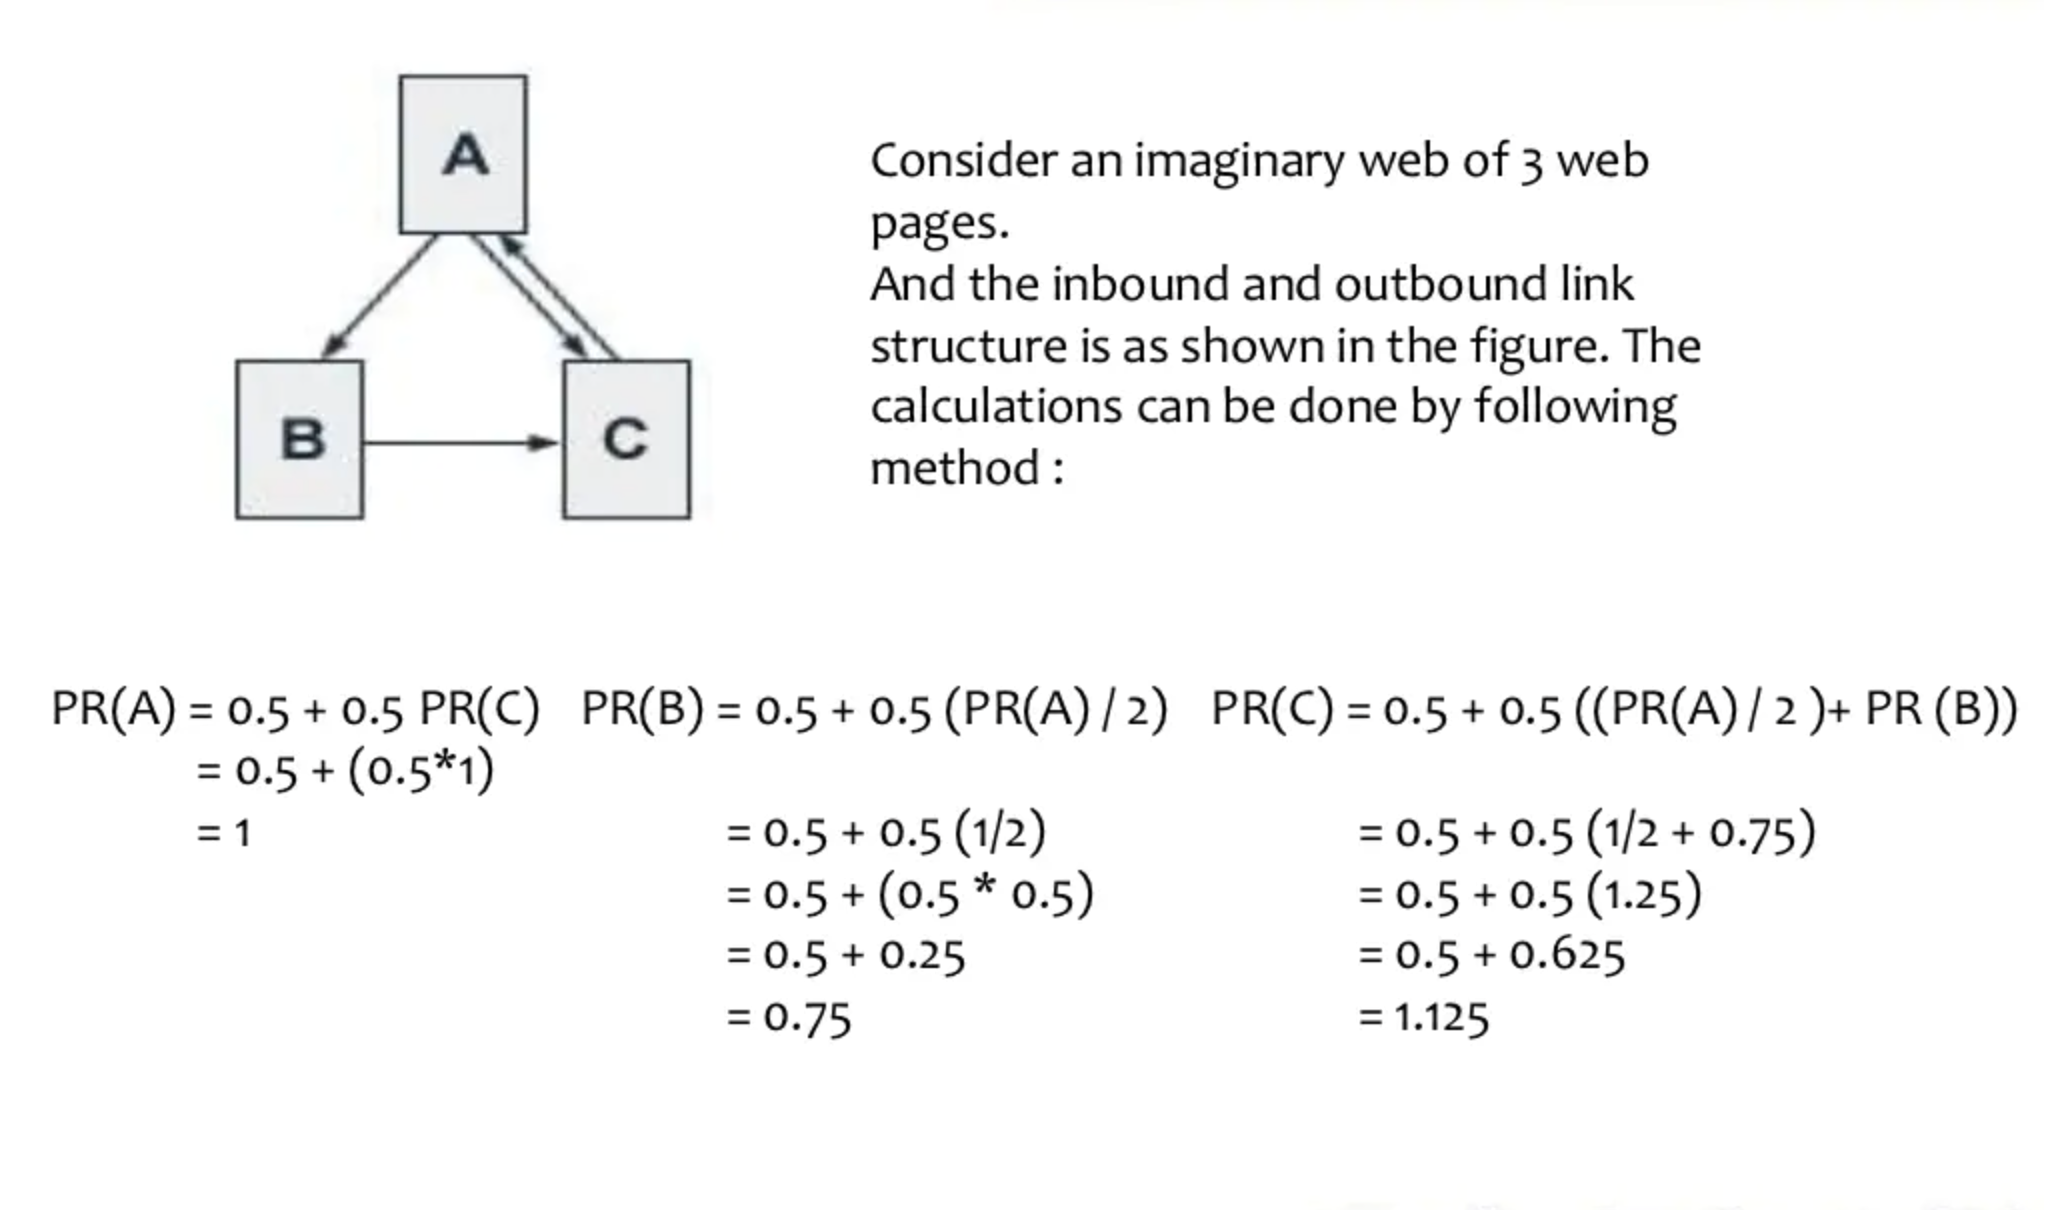 A
B
C
Consider an imaginary web of 3 web
pages.
And the inbound and outbound link
structure is as shown in the figure. The
calculations can be done by following
method :
PR(A) = 0.5 + 0.5 PR(C)
= 0.5 + (0.5*1)
= 1
PR(B) = 0.5 + 0.5 (PR(A) / 2)
= 0.5 + 0.5 (1/2)
= 0.5 + (0.5 * 0.5)
= 0.5 + 0.25
= 0.75
PR(C) = 0.5 + 0.5 ((PR(A) / 2 )+ PR (B))
= 0.5 + 0.5 (1/2 + 0.75)
= 0.5 + 0.5 (1.25)
= 0.5 + 0.625
= 1.125